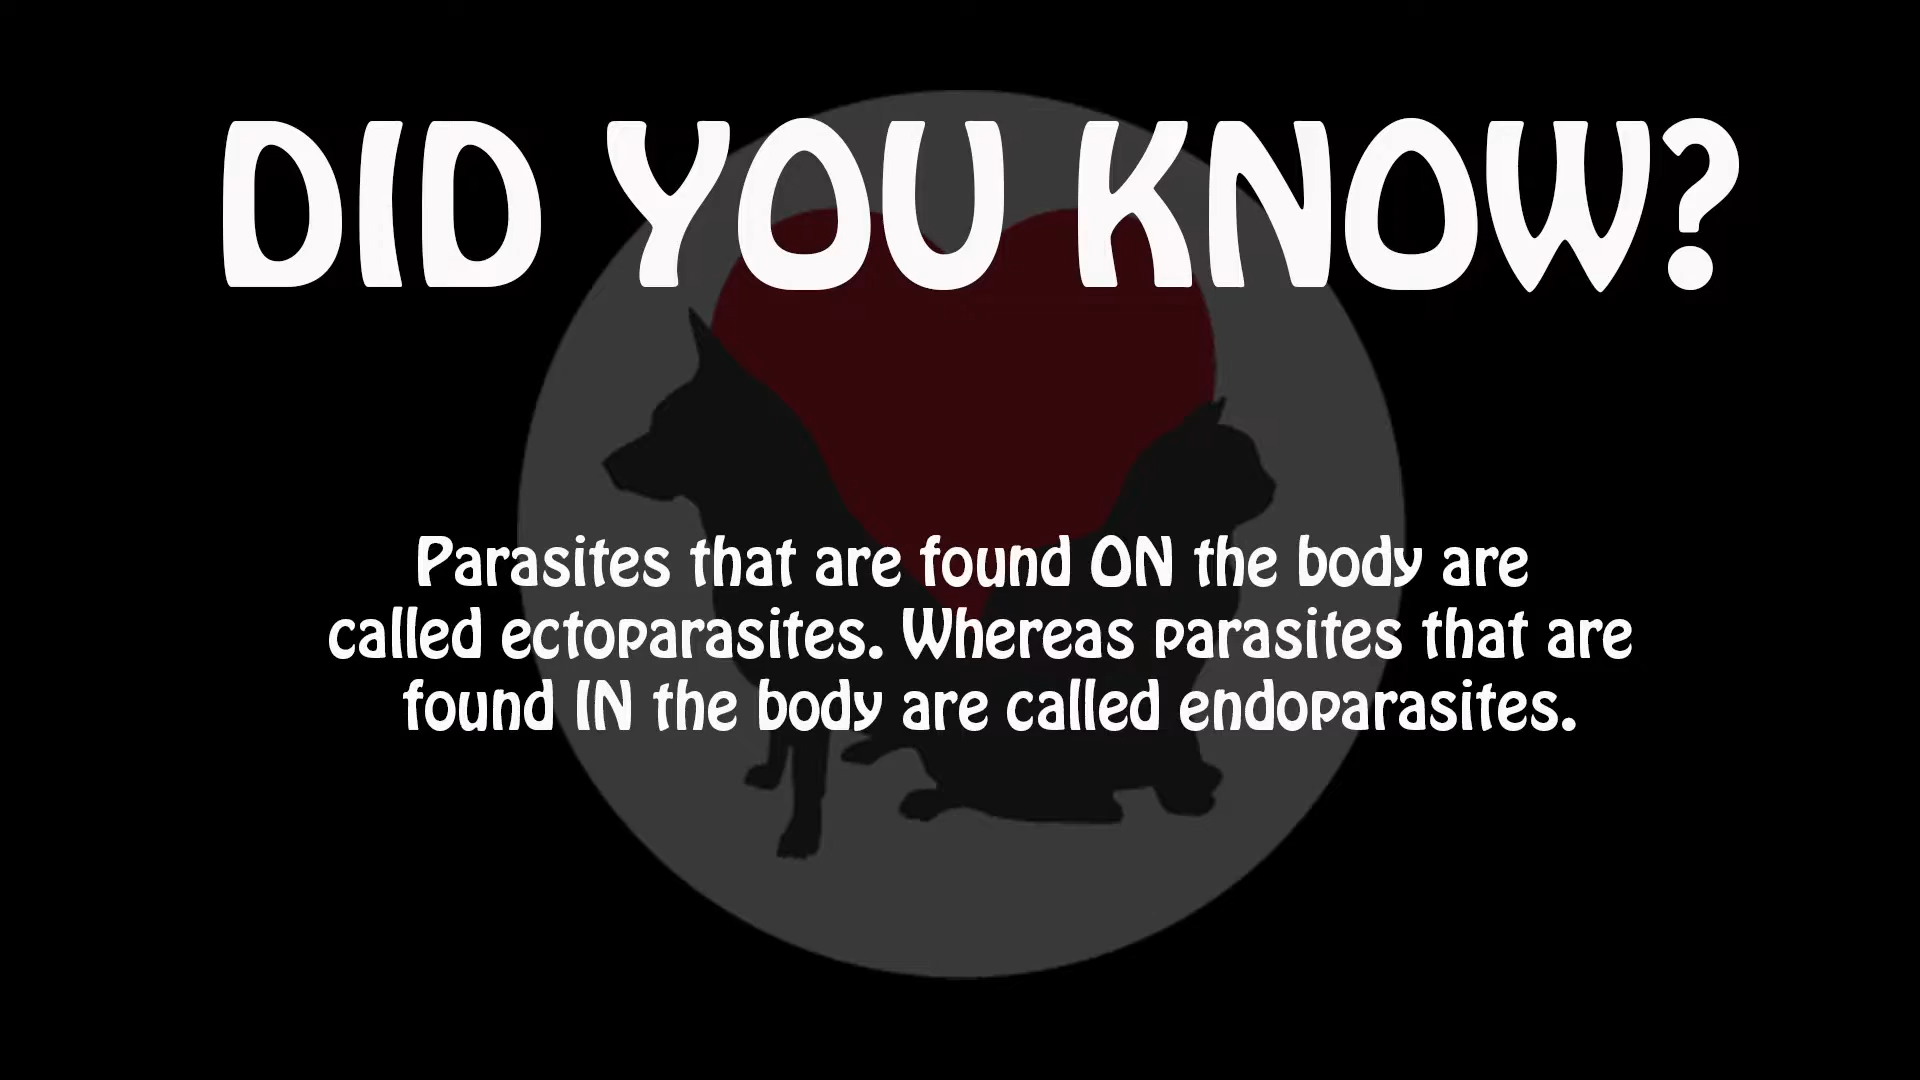 DID YOU KNOW?
Parasites that are found ON the body are
called ectoparasites. Whereas parasites that are
found IN the body are called endoparasites.